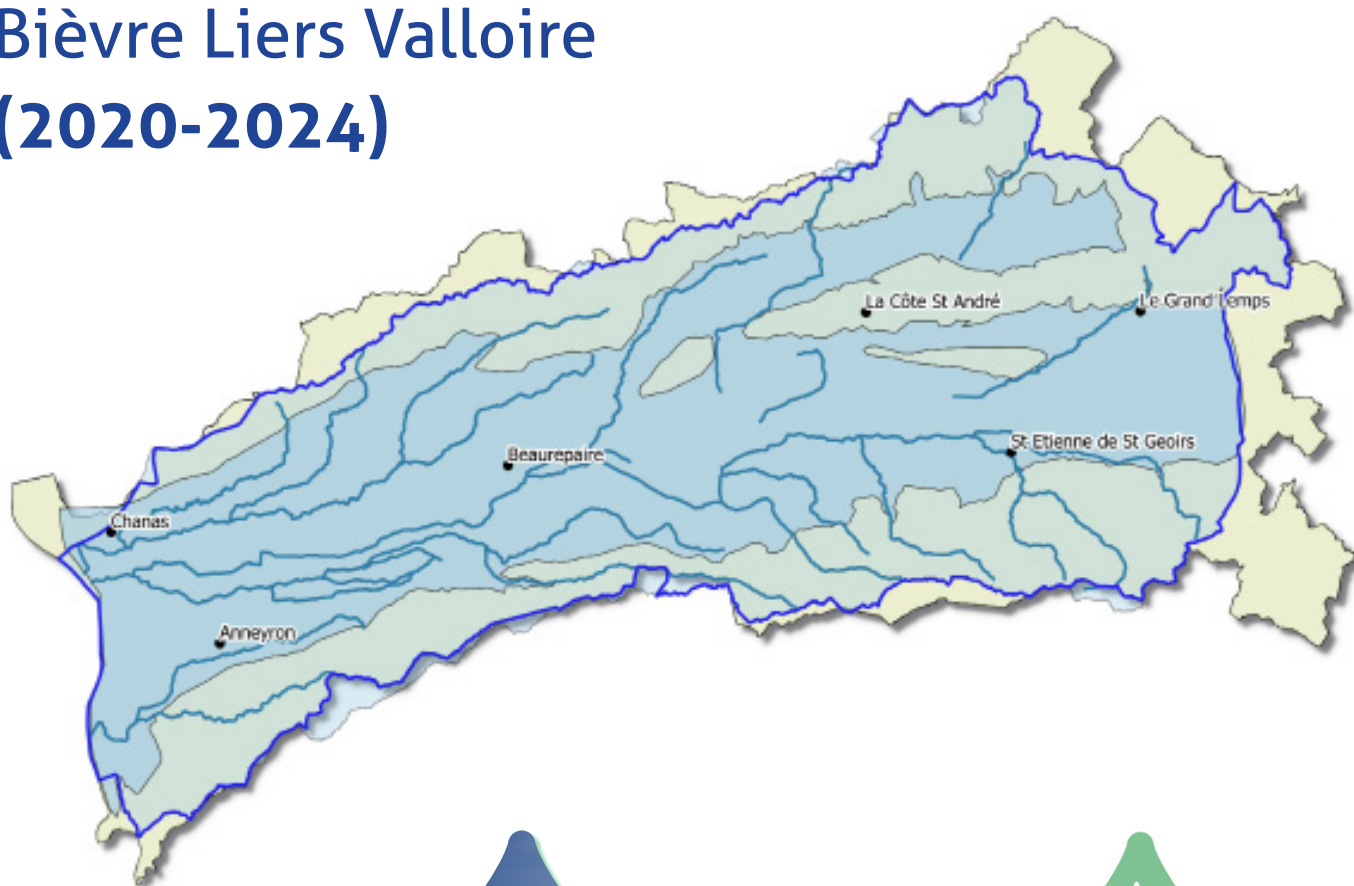 Bièvre Liers Valloire
(2020-2024)
La Côte St André
Le Grand Lemps
Beaurepaire
St Etienne de St Geoirs
Chanas
Anneyron